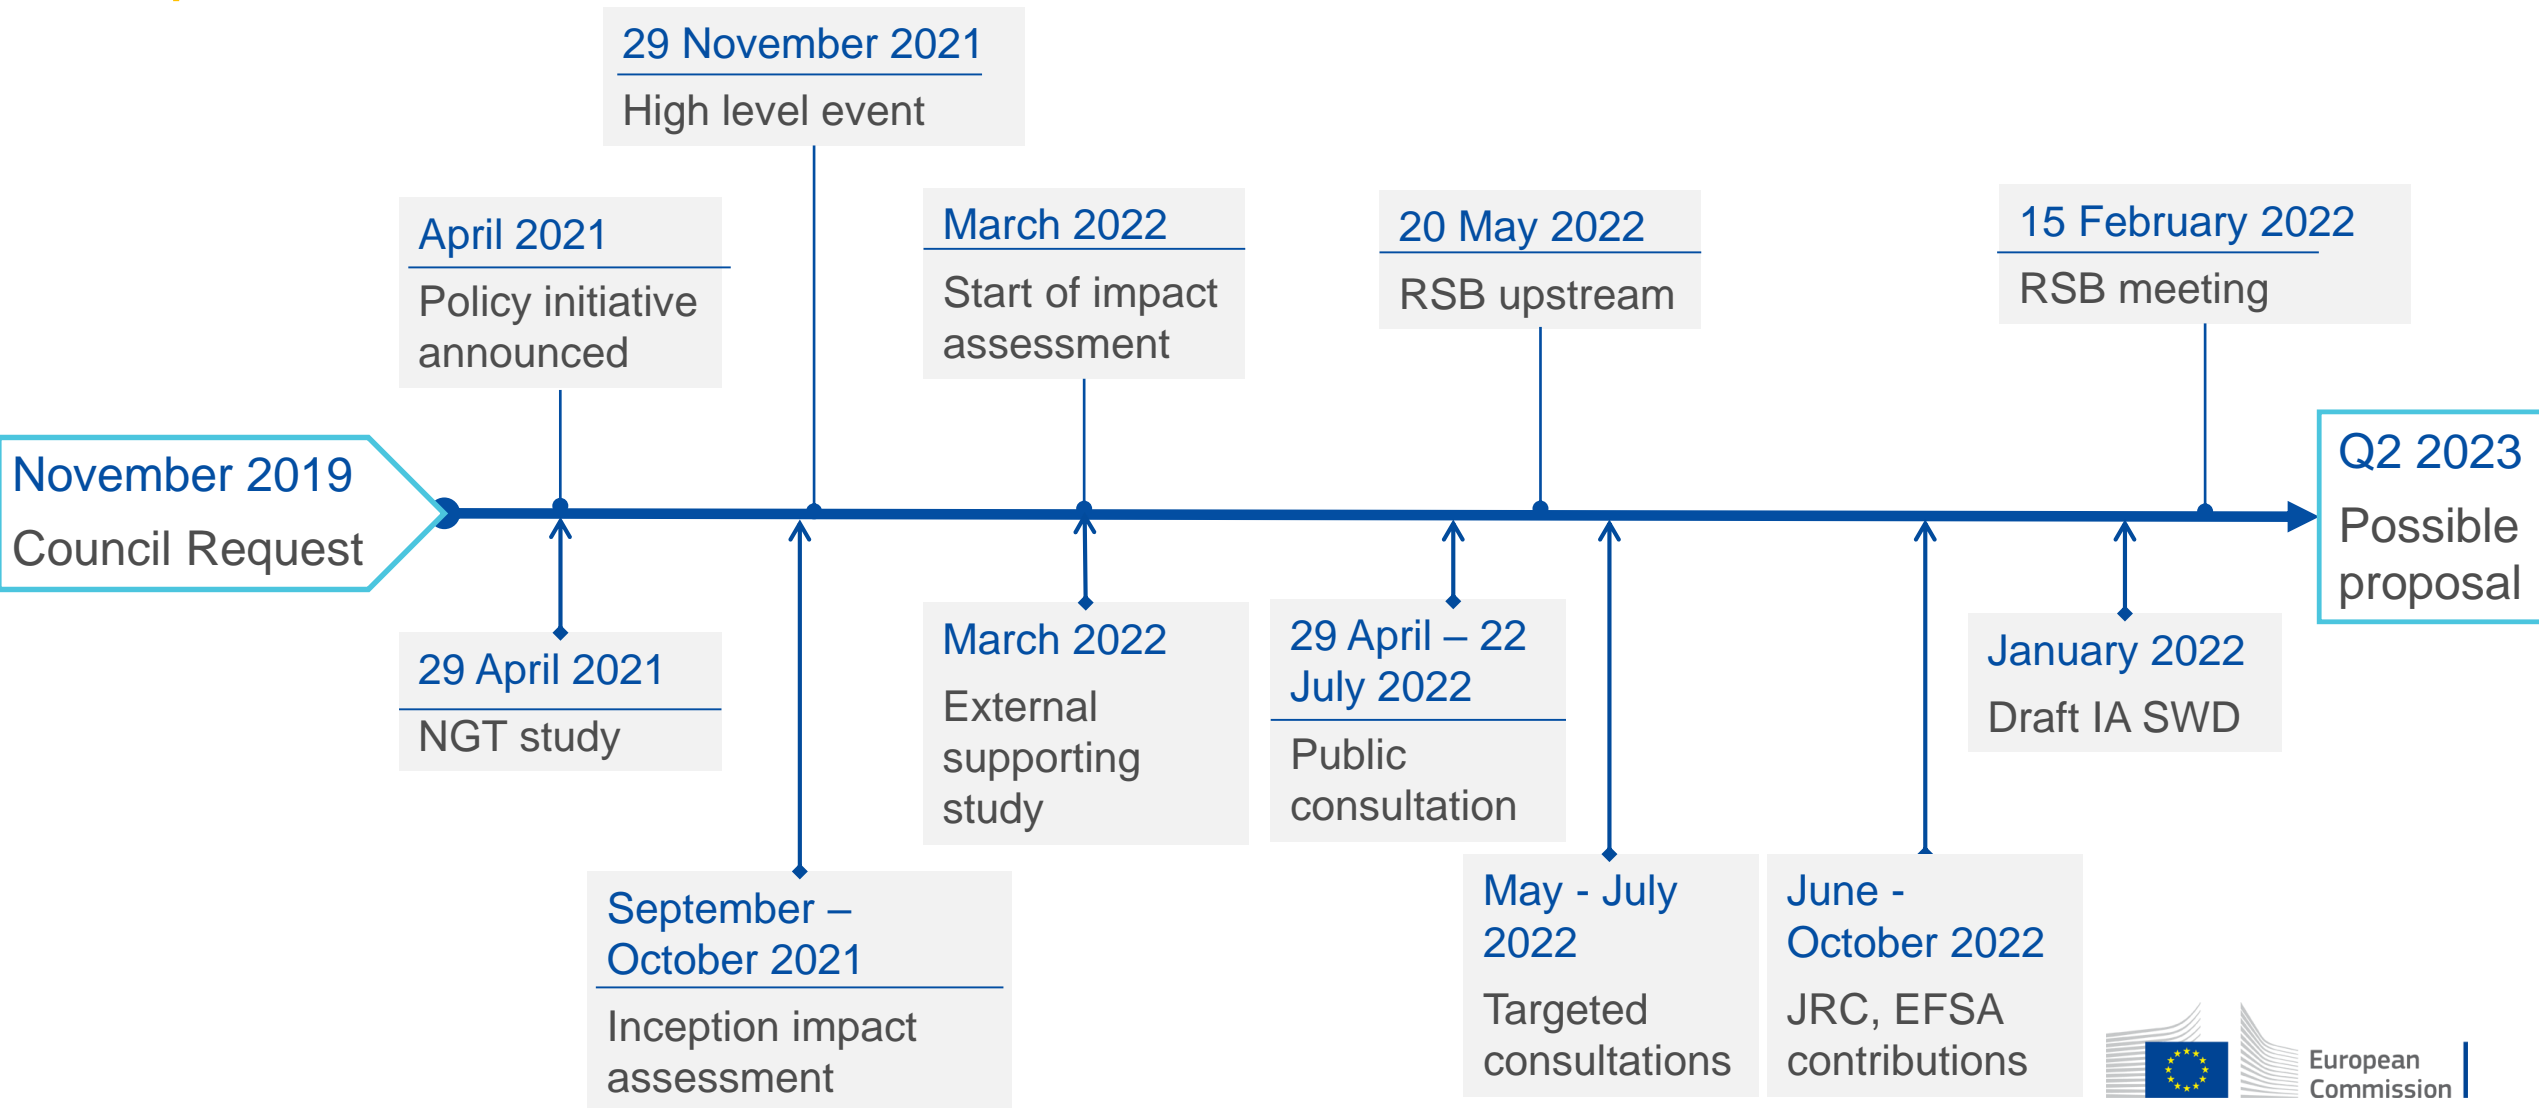 29 November 2021
High level event
April 2021
Policy initiative
announced
March 2022
Start of impact
assessment
20 May 2022
RSB upstream
15 February 2022
RSB meeting
November 2019
Council Request
Q2 2023
Possible
proposal
29 April 2021
NGT study
September –
October 2021
Inception impact
assessment
March 2022
External
supporting
study
29 April – 22
July 2022
Public
consultation
May - July
2022
Targeted
consultations
June -
October 2022
JRC, EFSA
contributions
January 2022
Draft IA SWD
European
Commission